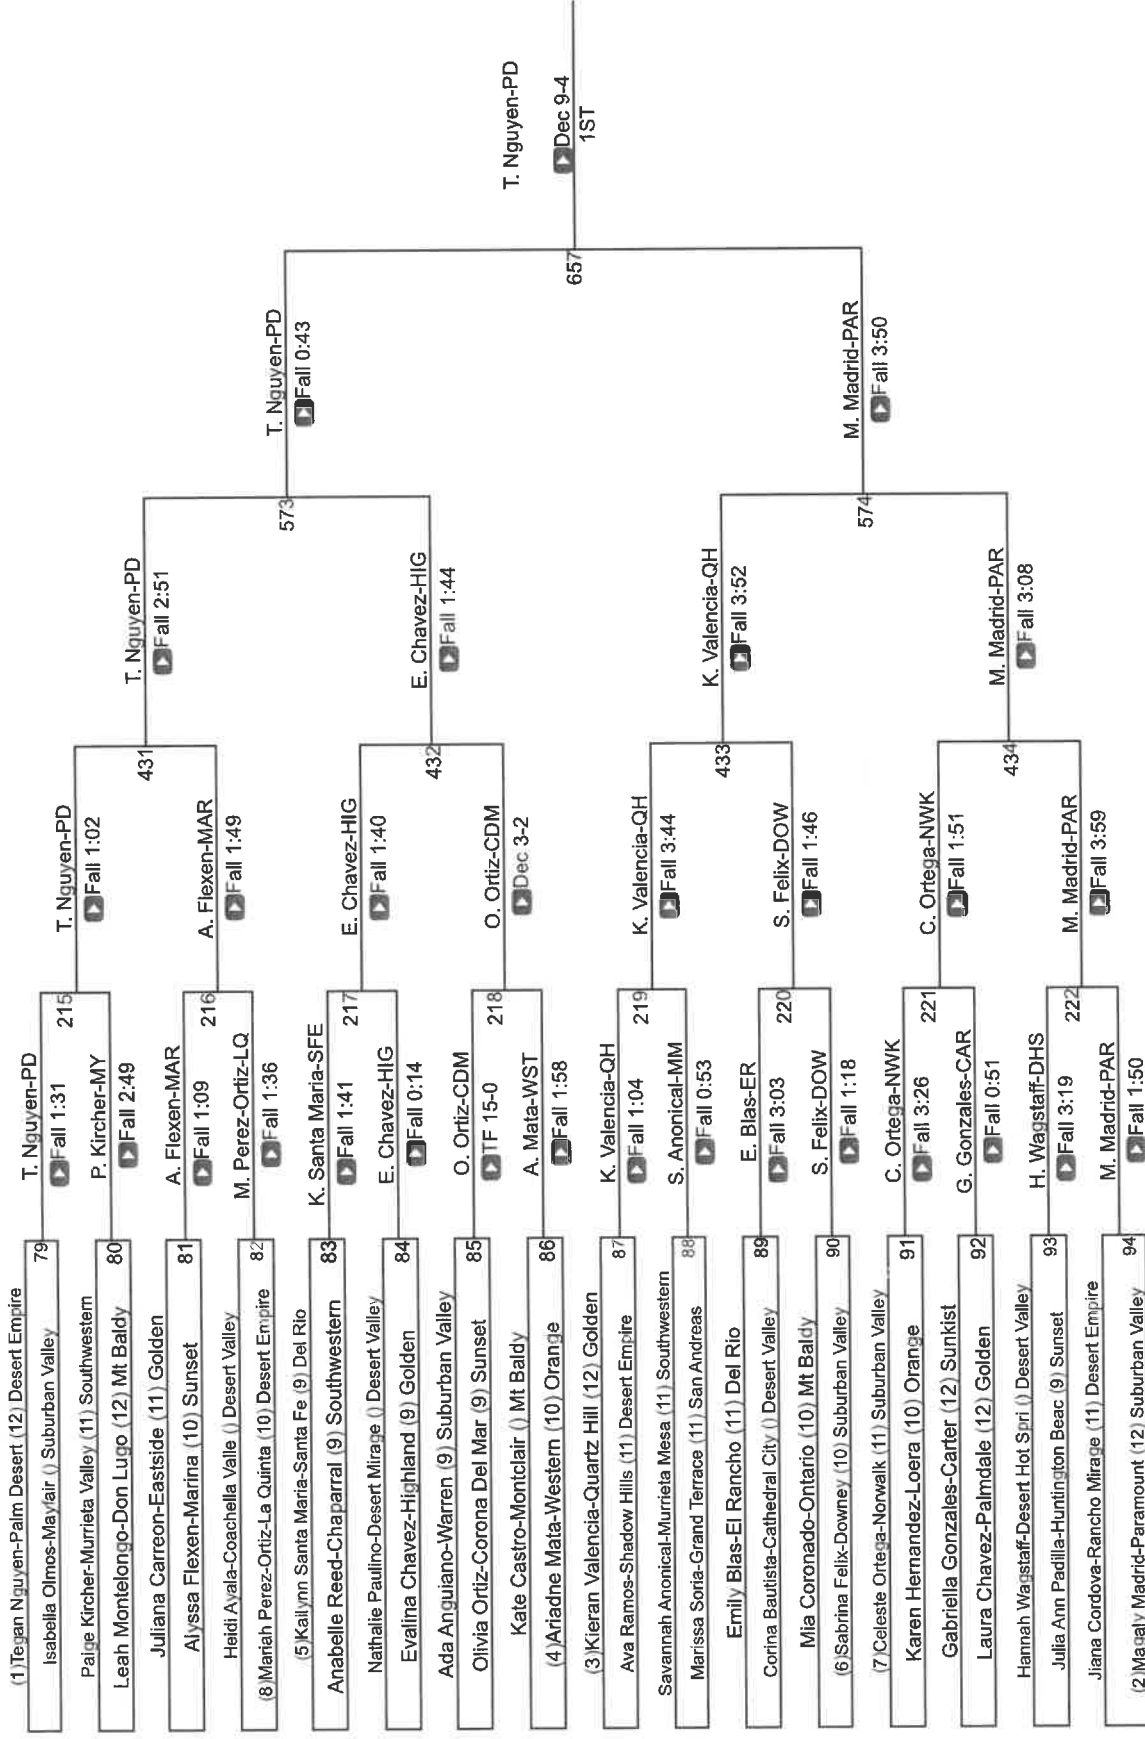 (1)Tegan Nguyen-Palm Desert (12) Desert Empire
Isabella Olmos-Mayfair () Suburban Valley
79
Paige Kircher-Murrieta Valley (11) Southwestern
Leah Montelongo-Don Lugo (12) Mt Baldy
80
Juliana Carreon-Eastside (11) Golden
Alyssa Flexen-Marina (10) Sunset
81
Heidi Ayala-Coachella Valle () Desert Valley
(8)Mariah Perez-Ortiz-La Quinta (10) Desert Empire
82
(5)Kailynn Santa Maria-Santa Fe (9) Del Rio
Anabelle Reed-Chaparral (9) Southwestern
83
Nathalie Paulino-Desert Mirage () Desert Valley
Evalina Chavez-Highland (9) Golden
84
Ada Anguiano-Warren (9) Suburban Valley
Olivia Ortiz-Corona Del Mar (9) Sunset
85
Kate Castro-Montclair () Mt Baldy
(4)Ariadne Mata-Western (10) Orange
86
(3)Kieran Valencia-Quartz Hill (12) Golden
Ava Ramos-Shadow Hills (11) Desert Empire
87
Savannah Anonical-Murrieta Mesa (11) Southwestern
Marissa Soria-Grand Terrace (11) San Andreas
88
Emily Blas-El Rancho (11) Del Rio
Corina Bautista-Cathedral City () Desert Valley
89
Mia Coronado-Ontario (10) Mt Baldy
(6)Sabrina Felix-Downey (10) Suburban Valley
90
(7)Celeste Ortega-Norwalk (11) Suburban Valley
Karen Hernandez-Loera (10) Orange
91
Gabriella Gonzales-Carter (12) Sunkist
Laura Chavez-Palmdale (12) Golden
92
Hannah Wagstaff-Desert Hot Spri () Desert Valley
Julia Ann Padilla-Huntington Beac (9) Sunset
93
Jiana Cordova-Rancho Mirage (11) Desert Empire
(2)Magaly Madrid-Paramount (12) Suburban Valley
94
T. Nguyen-PD
Fall 1:31
215
P. Kircher-MY
Fall 2:49
A. Flexen-MAR
Fall 1:09
216
M. Perez-Ortiz-LQ
Fall 1:36
K. Santa Maria-SFE
Fall 1:41
217
E. Chavez-HIG
Fall 0:14
O. Ortiz-CDM
TF 15-0
218
A. Mata-WST
Fall 1:58
K. Valencia-QH
Fall 1:04
219
S. Anonical-MM
Fall 0:53
E. Blas-ER
Fall 3:03
220
S. Felix-DOW
Fall 1:18
C. Ortega-NWK
Fall 3:26
221
G. Gonzales-CAR
Fall 0:51
H. Wagstaff-DHS
Fall 3:19
222
M. Madrid-PAR
Fall 1:50
T. Nguyen-PD
Fall 1:02
431
A. Flexen-MAR
Fall 1:49
E. Chavez-HIG
Fall 1:40
432
O. Ortiz-CDM
Dec 3-2
K. Valencia-QH
Fall 3:44
433
S. Felix-DOW
Fall 1:46
C. Ortega-NWK
Fall 1:51
434
M. Madrid-PAR
Fall 3:59
T. Nguyen-PD
Fall 2:51
573
E. Chavez-HIG
Fall 1:44
K. Valencia-QH
Fall 3:52
574
M. Madrid-PAR
Fall 3:08
T. Nguyen-PD
Fall 0:43
657
M. Madrid-PAR
Fall 3:50
T. Nguyen-PD
Dec 9-4
1ST